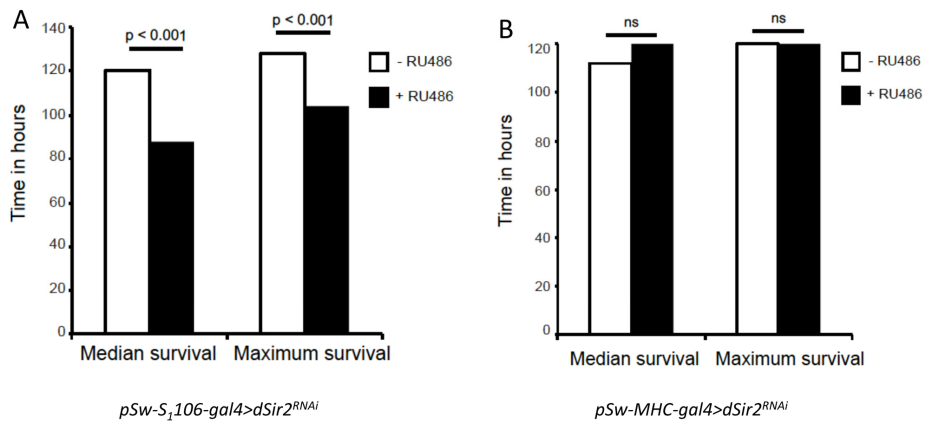 A
p < 0.001
p < 0.001
140
120
100
80
60
40
20
0
Time in hours
- RU486
+ RU486
Median survival
Maximum survival
pSw-S₁106-gal4>dSir2ᴿᴺᴬⁱ
B
ns
ns
120
100
80
60
40
20
0
Time in hours
- RU486
+ RU486
Median survival
Maximum survival
pSw-MHC-gal4>dSir2ᴿᴺᴬⁱ